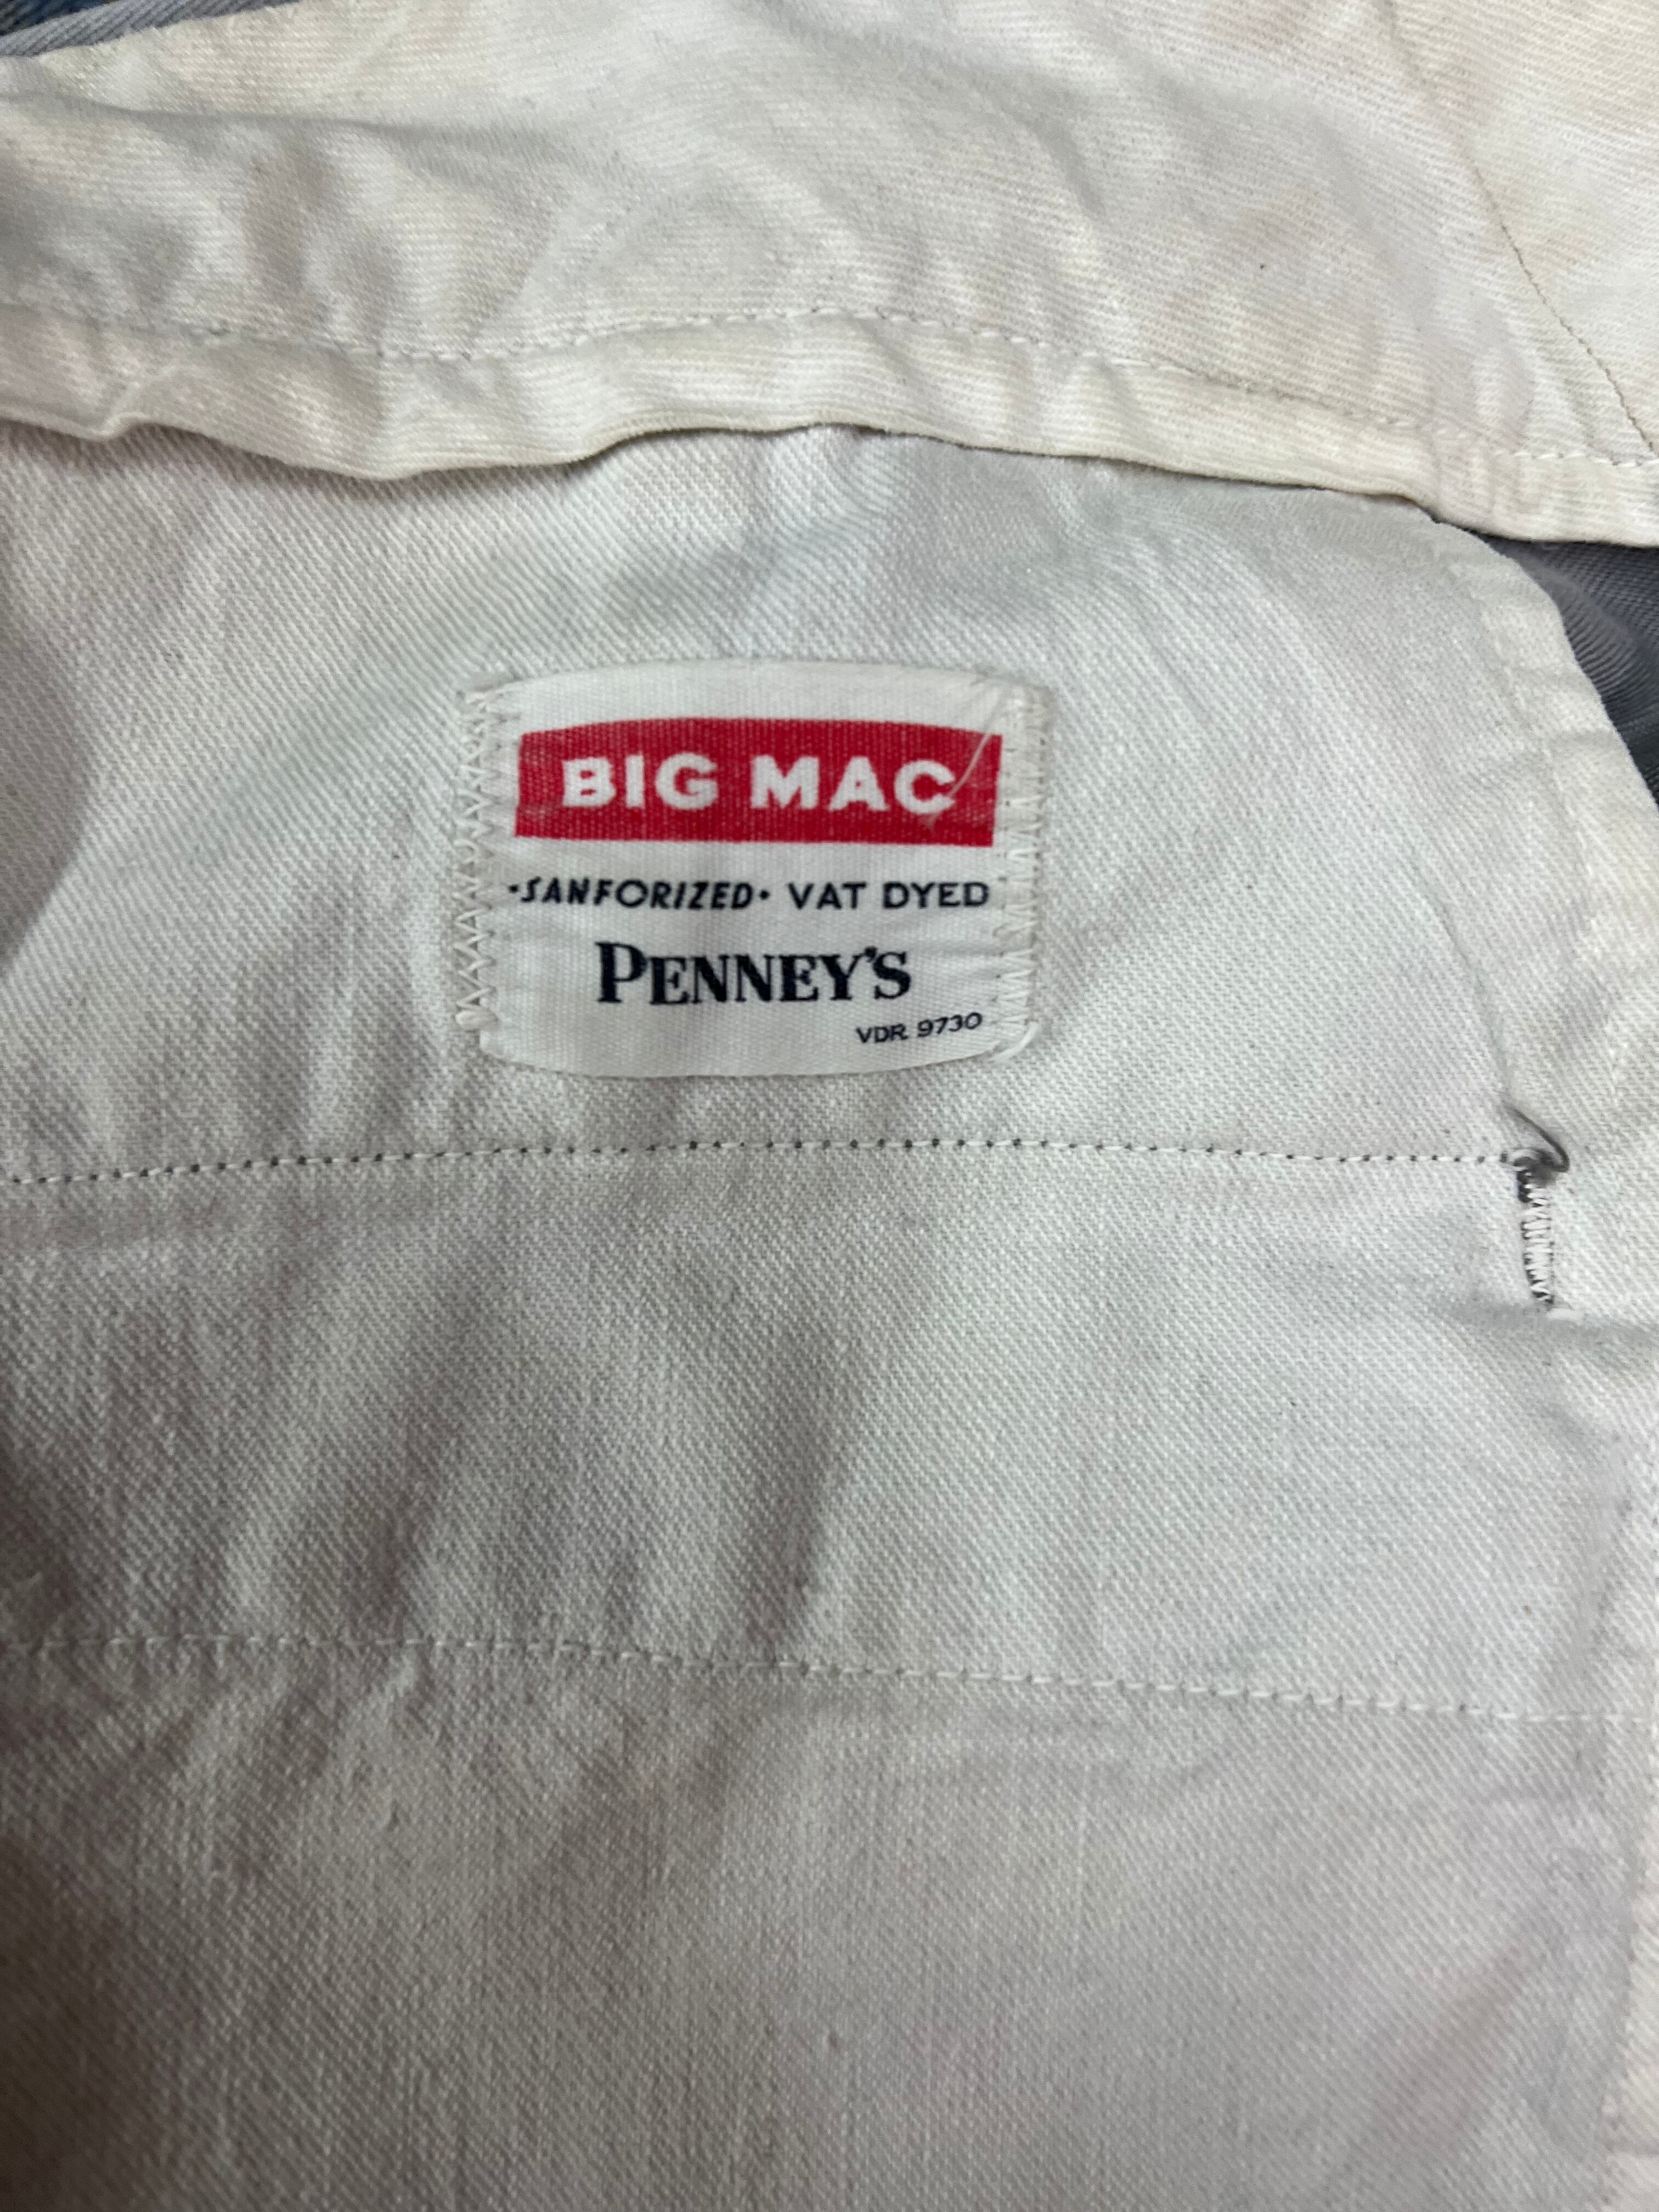 BIG MAC
·SANFORIZED· VAT DYED
PENNEY'S
VDR 9730